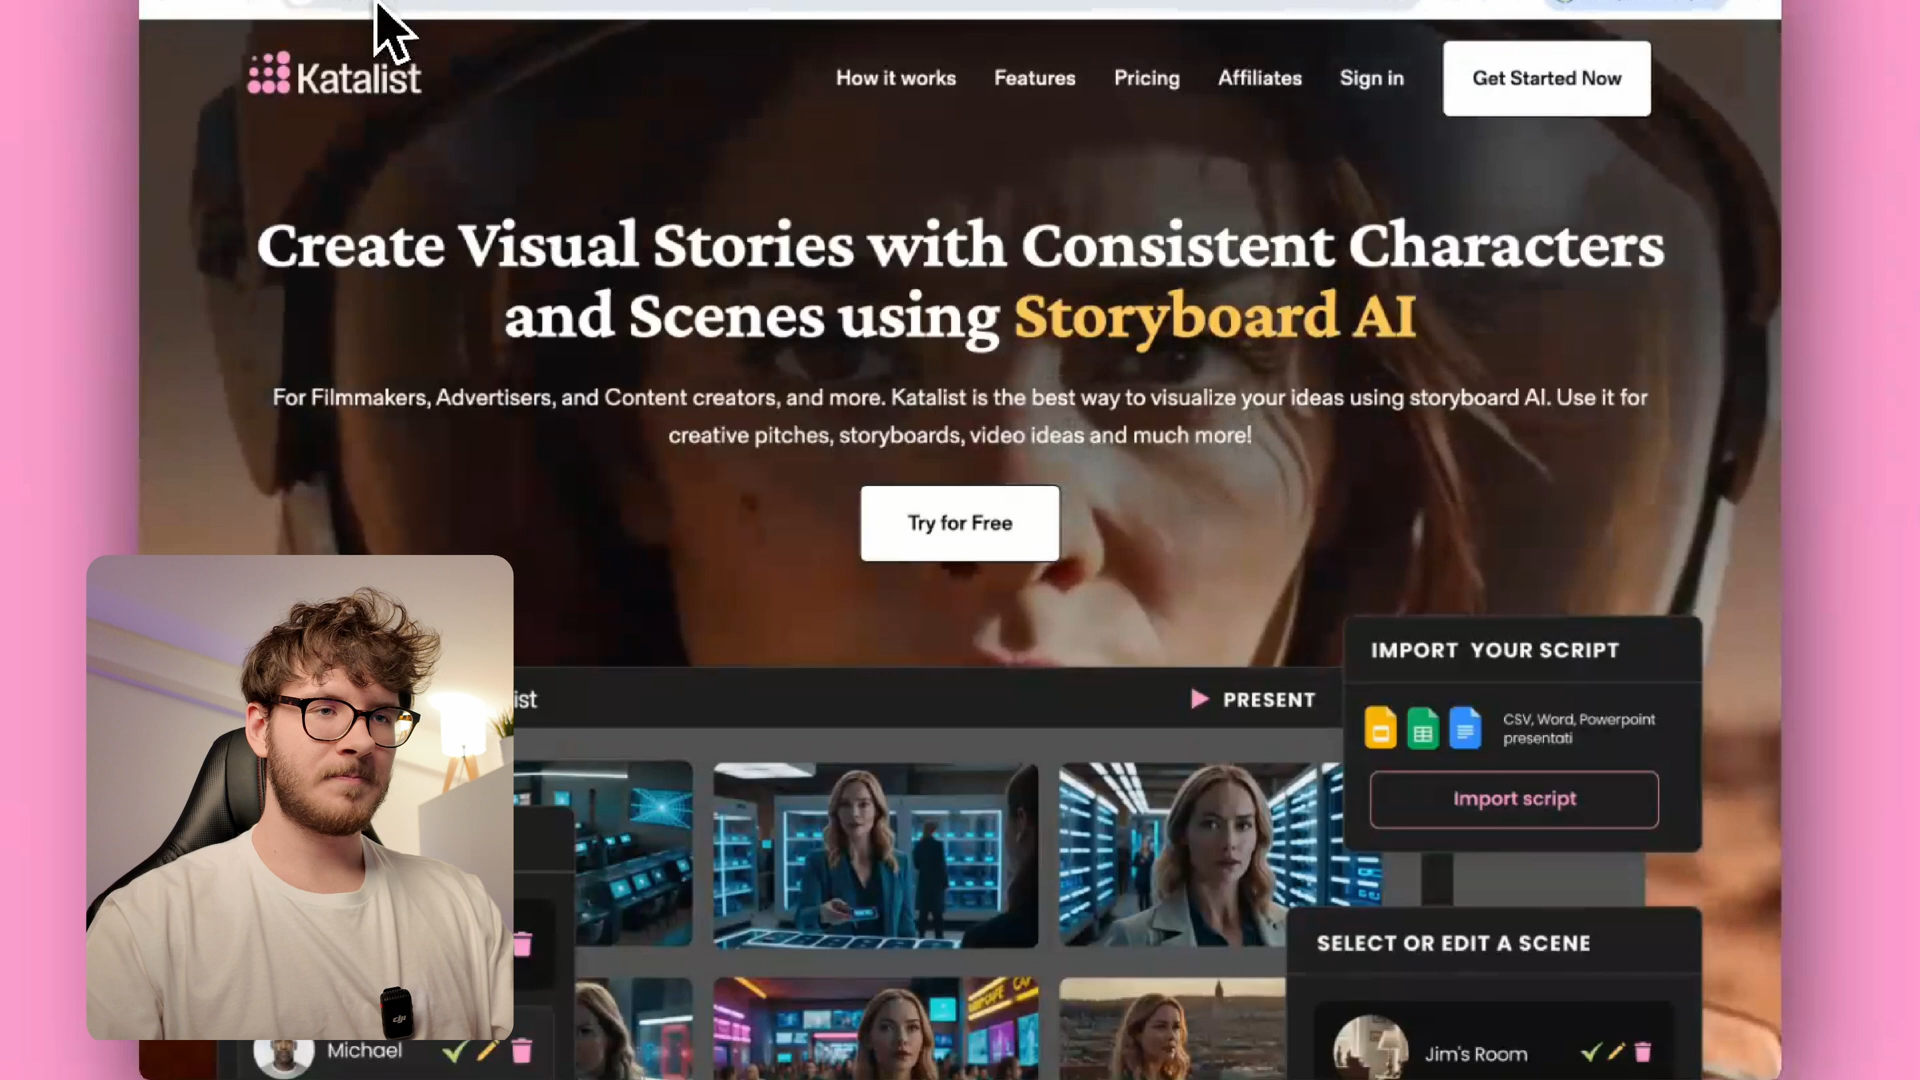 Katalist
How it works
Features
Pricing
Affiliates
Sign in
Get Started Now
Create Visual Stories with Consistent Characters
and Scenes using Storyboard AI
For Filmmakers, Advertisers, and Content creators, and more. Katalist is the best way to visualize your ideas using storyboard AI. Use it for
creative pitches, storyboards, video ideas and much more!
Try for Free
ist
PRESENT
IMPORT YOUR SCRIPT
CSV, Word, Powerpoint
presentati
Import script
SELECT OR EDIT A SCENE
Michael
Jim's Room
dji